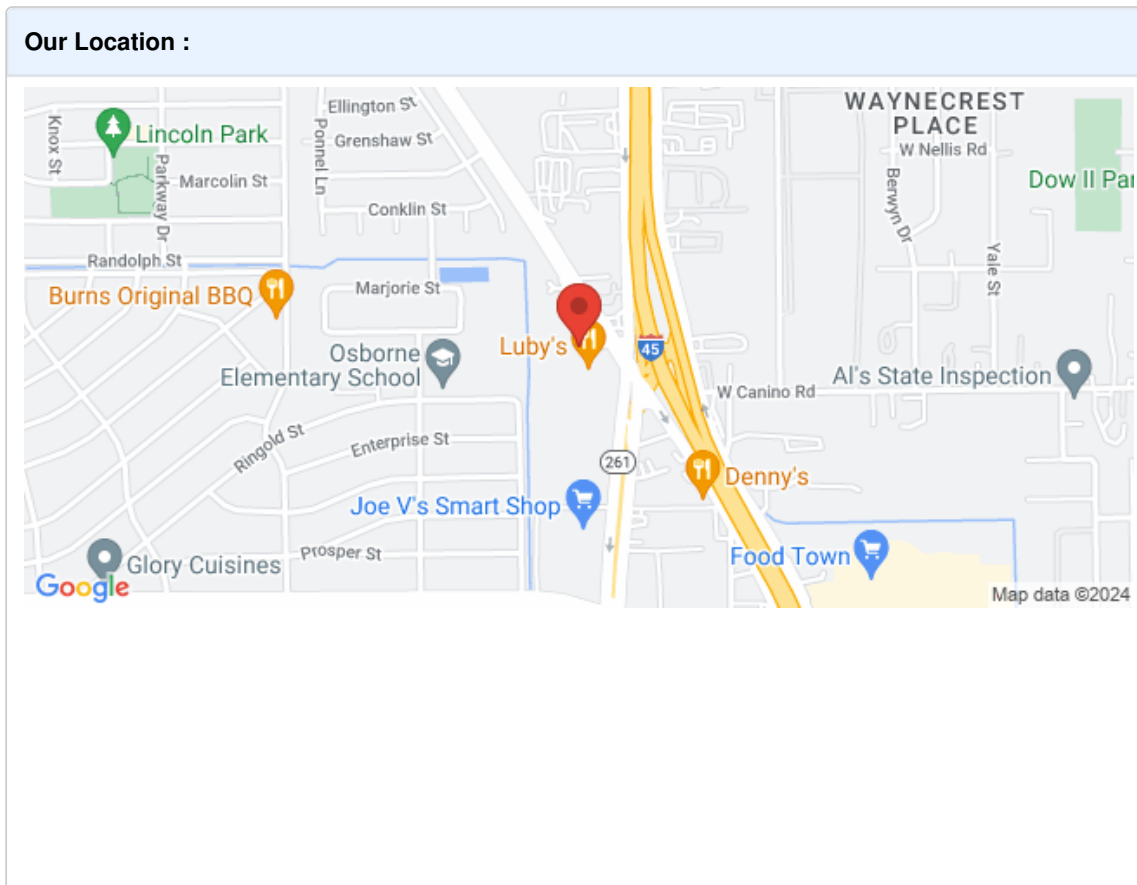 Our Location :
WAYNECREST
PLACE
Ellington St
Knox St
Lincoln Park
Ponnel Ln
Grenshaw St
W Nellis Rd
Parkway Dr
Marcolin St
Berwyn Dr
Dow II Par
Conklin St
Randolph St
Yale St
Burns Original BBQ
Marjorie St
Luby's
45
Osborne
Elementary School
Al's State Inspection
W Canino Rd
Ringold St
Enterprise St
261
Denny's
Joe V's Smart Shop
Prosper St
Food Town
Glory Cuisines
Google
Map data ©2024